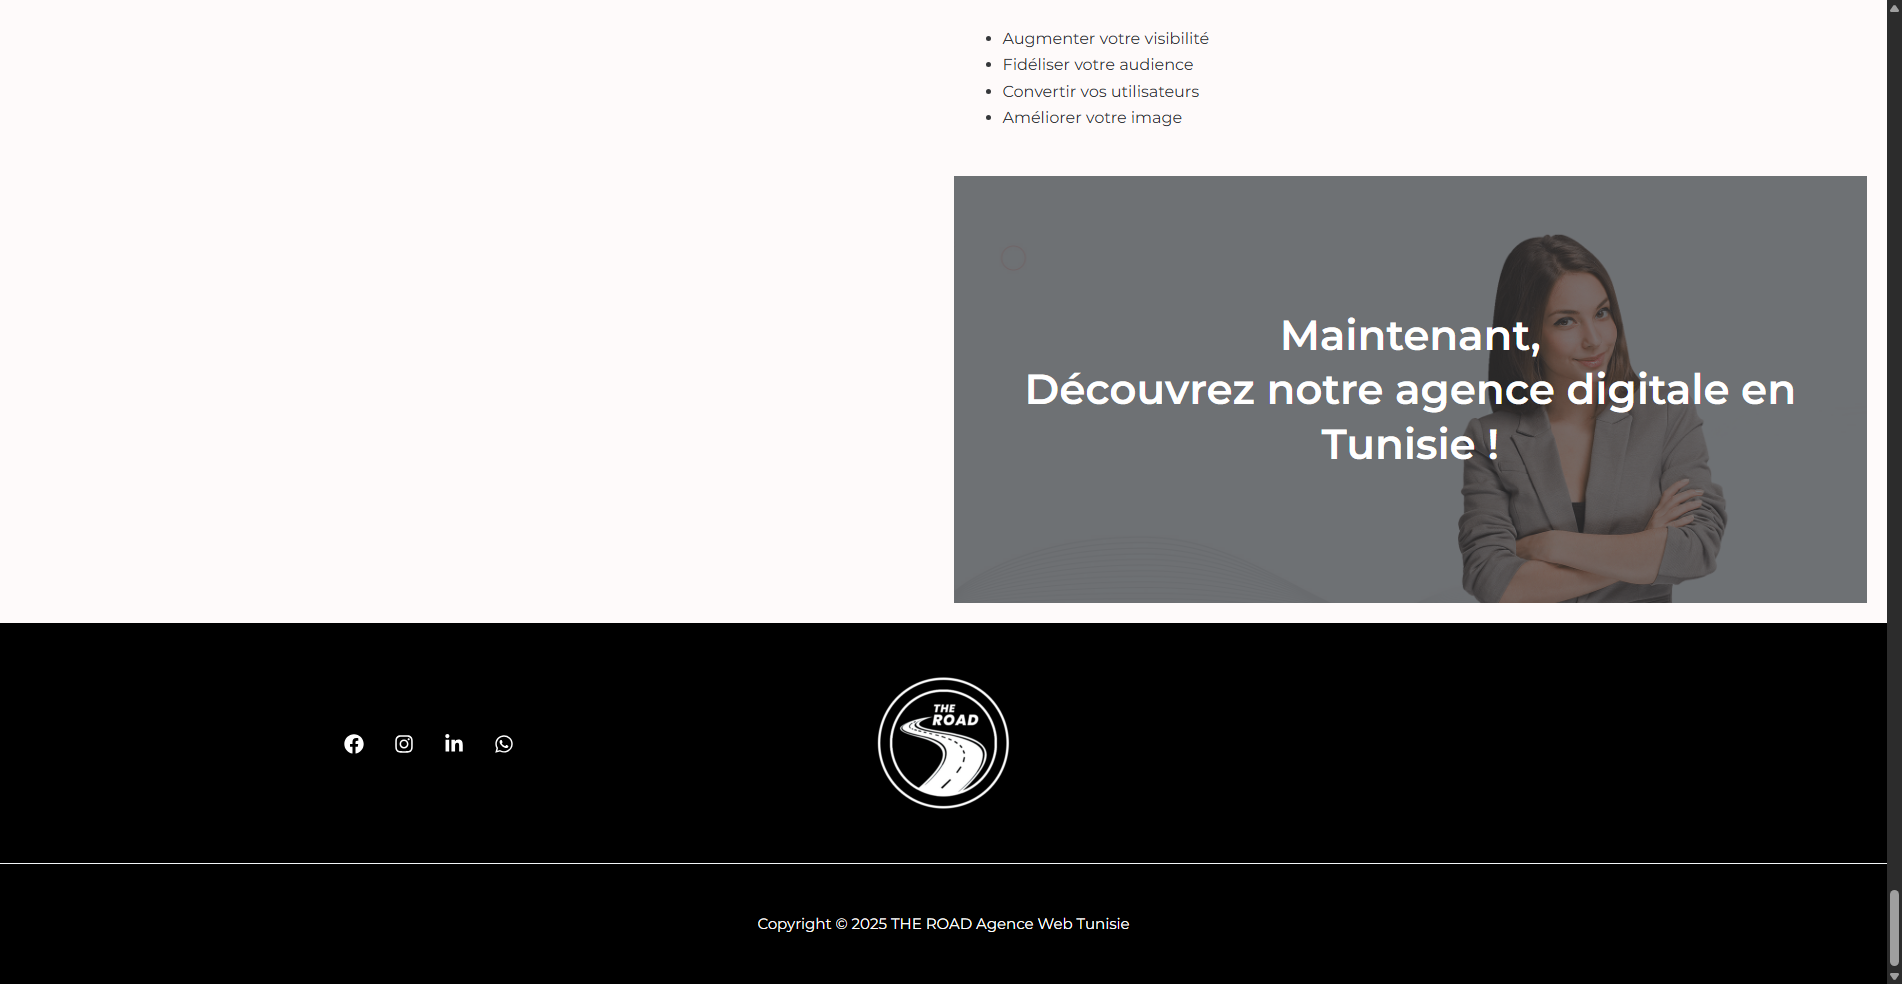 Augmenter votre visibilité
Fidéliser votre audience
Convertir vos utilisateurs
Améliorer votre image
Maintenant,
Découvrez notre agence digitale en
Tunisie !
THE
ROAD
Copyright © 2025 THE ROAD Agence Web Tunisie